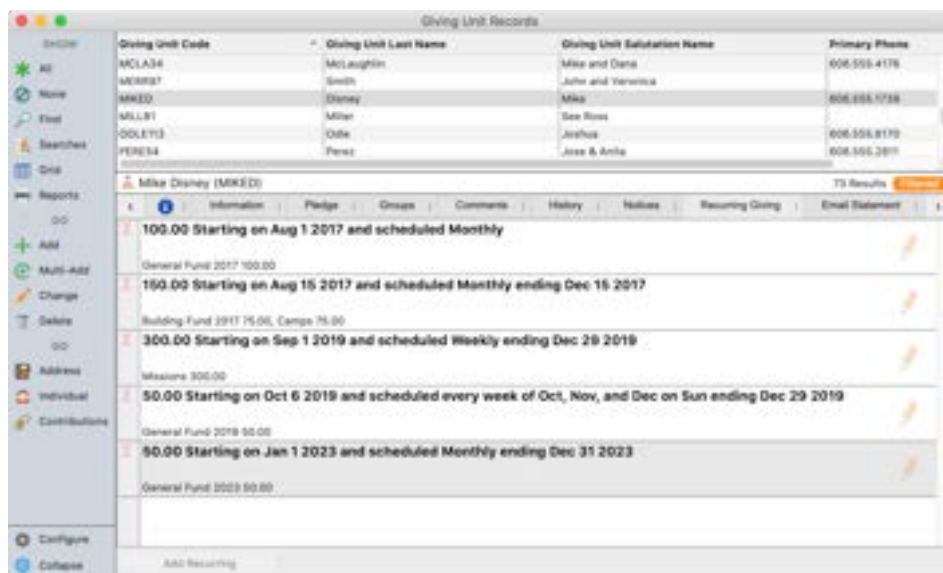 Giving Unit Records
SHOW
All
None
Find
Searches
Grid
Reports
GO
Add
Multi-Add
Change
Delete
GO
Address
Individual
Contributions
Configure
Collapse
Giving Unit Code Giving Unit Last Name Giving Unit Salutation Name Primary Phone
MCLA34 McLaughlin Mike and Dana 608.555.4176
Smith John and Veronica
MIKED Disney Mike 608.555.1738
MILL81 Miller
ODLE113 Odle Joshua 608.555.8170
PERE34 Perez Jose & Anita 608.555.2811
Mike Disney (MIKED) 73 Results Filtered
Information Pledge Groups Comments History Notices Recurring Giving Email Statement
100.00 Starting on Aug 1 2017 and scheduled Monthly
General Fund 2017 100.00
150.00 Starting on Aug 15 2017 and scheduled Monthly ending Dec 15 2017
Building Fund 2017 75.00, Camps 75.00
300.00 Starting on Sep 1 2019 and scheduled Weekly ending Dec 29 2019
Missions 300.00
50.00 Starting on Oct 6 2019 and scheduled every week of Oct, Nov, and Dec on Sun ending Dec 29 2019
General Fund 2019 50.00
50.00 Starting on Jan 1 2023 and scheduled Monthly ending Dec 31 2023
General Fund 2023 50.00
Add Recurring